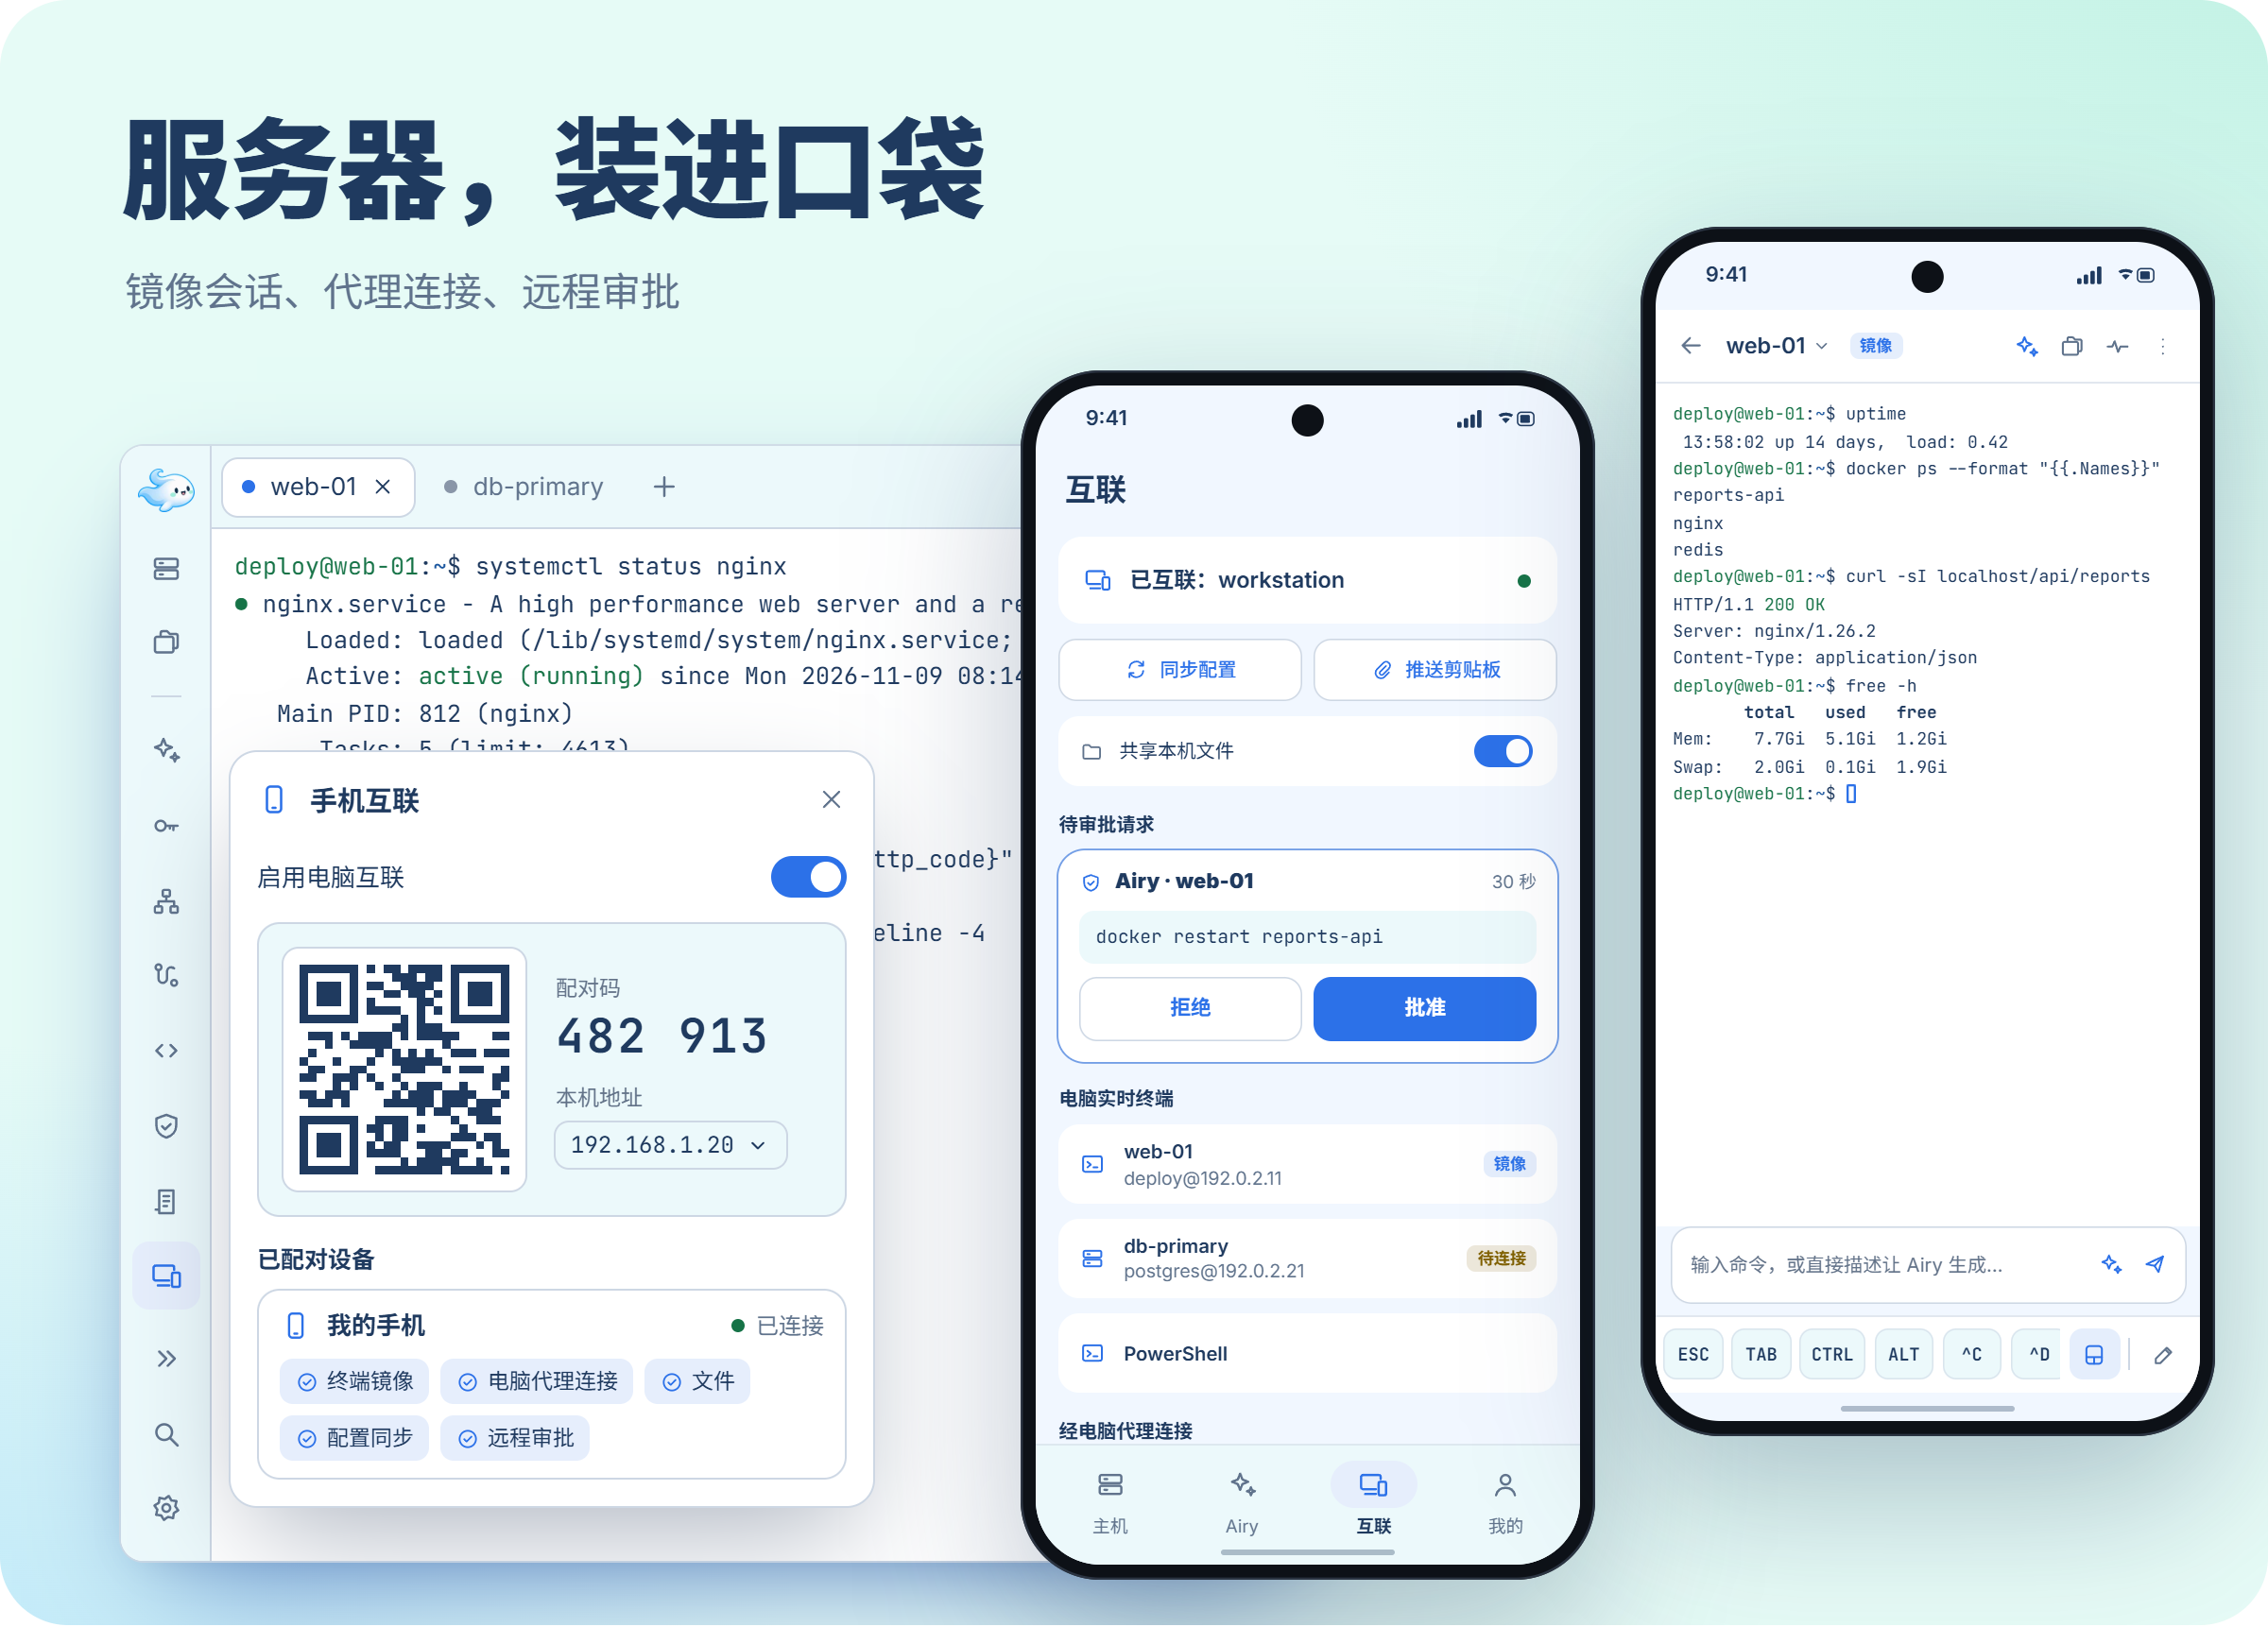 服务器，装进口袋
镜像会话、代理连接、远程审批
web-01
db-primary
deploy@web-01:~$ systemctl status nginx
nginx.service - A high performance web server and a re
Loaded: loaded (/lib/systemd/system/nginx.service;
Active: active (running) since Mon 2026-11-09 08:14
Main PID: 812 (nginx)
Tasks: 5 (limit: 4613)
ttp_code}"
eline -4
手机互联
启用电脑互联
配对码
482 913
本机地址
192.168.1.20
已配对设备
我的手机
已连接
终端镜像
电脑代理连接
文件
配置同步
远程审批
9:41
互联
已互联：workstation
同步配置
推送剪贴板
共享本机文件
待审批请求
Airy · web-01
30 秒
docker restart reports-api
拒绝
批准
电脑实时终端
web-01
deploy@192.0.2.11
镜像
db-primary
postgres@192.0.2.21
待连接
PowerShell
经电脑代理连接
主机
Airy
互联
我的
9:41
web-01
镜像
deploy@web-01:~$ uptime
13:58:02 up 14 days,  load: 0.42
deploy@web-01:~$ docker ps --format "{{.Names}}"
reports-api
nginx
redis
deploy@web-01:~$ curl -sI localhost/api/reports
HTTP/1.1 200 OK
Server: nginx/1.26.2
Content-Type: application/json
deploy@web-01:~$ free -h
total used free
Mem: 7.7Gi 5.1Gi 1.2Gi
Swap: 2.0Gi 0.1Gi 1.9Gi
deploy@web-01:~$
输入命令，或直接描述让 Airy 生成...
ESC
TAB
CTRL
ALT
^C
^D